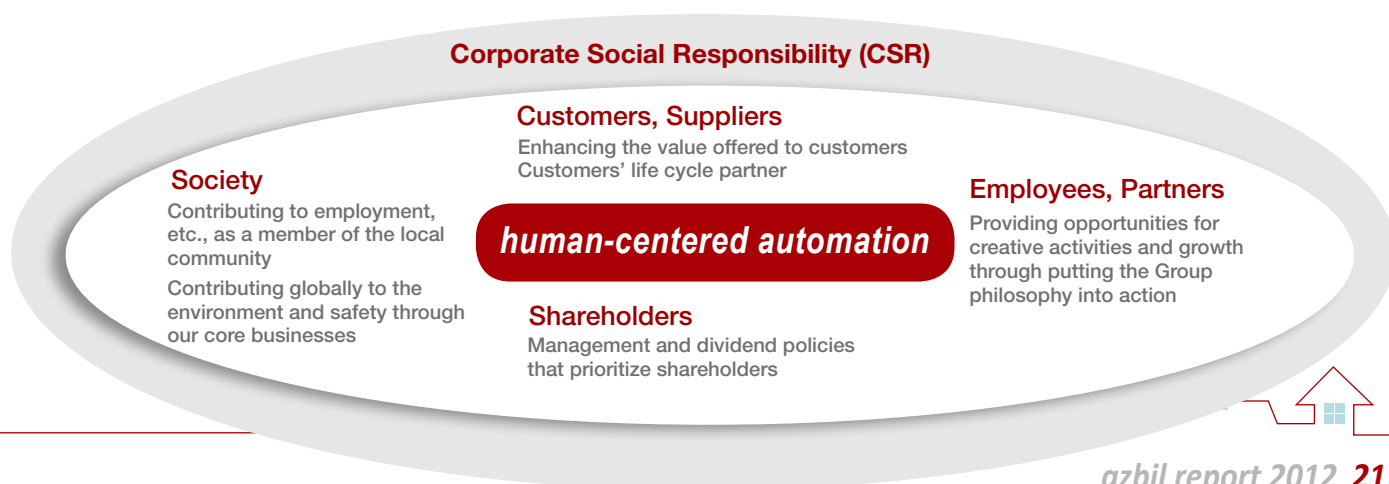 Corporate Social Responsibility (CSR)
Customers, Suppliers
Enhancing the value offered to customers
Customers’ life cycle partner
Society
Contributing to employment,
etc., as a member of the local
community
Contributing globally to the
environment and safety through
our core businesses
human-centered automation
Employees, Partners
Providing opportunities for
creative activities and growth
through putting the Group
philosophy into action
Shareholders
Management and dividend policies
that prioritize shareholders
azbil report 2012 21